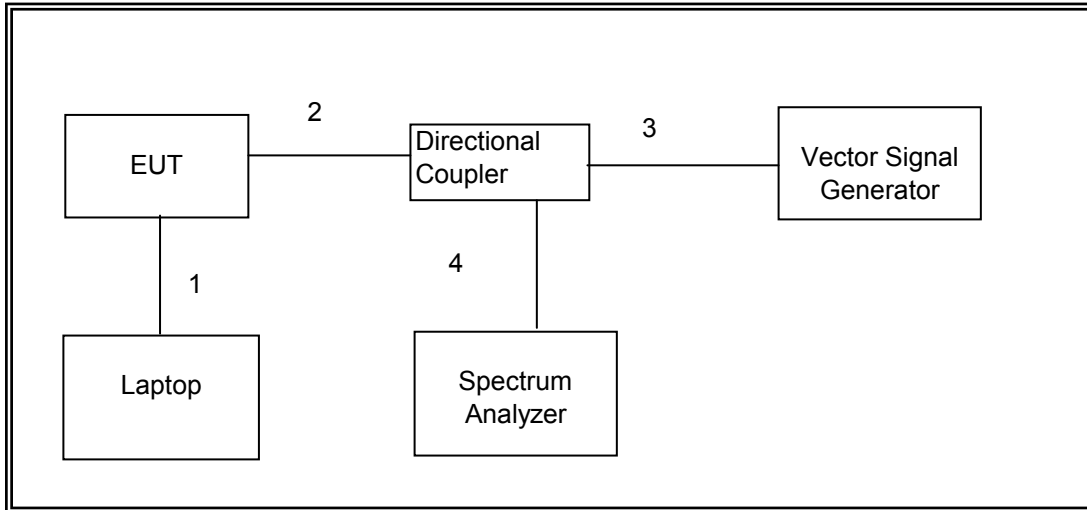 2
3
EUT
Directional
Coupler
Vector Signal
Generator
1
4
Laptop
Spectrum
Analyzer